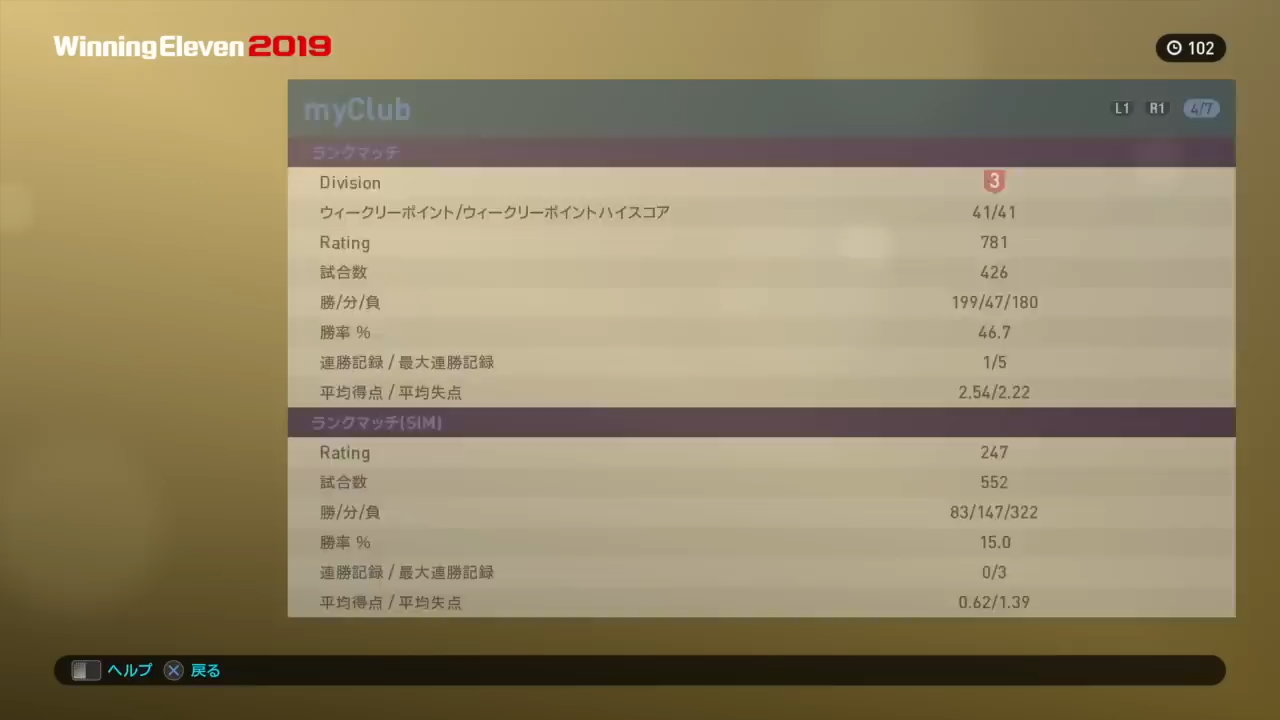 Winning Eleven 2019
102
myClub
L1 R1 4/7
ランクマッチ
Division 3
ウィークリーポイント/ウィークリーポイントハイスコア 41/41
Rating 781
試合数 426
勝/分/負 199/47/180
勝率 % 46.7
連勝記録 / 最大連勝記録 1/5
平均得点 / 平均失点 2.54/2.22
ランクマッチ(SIM)
Rating 247
試合数 552
勝/分/負 83/147/322
勝率 % 15.0
連勝記録 / 最大連勝記録 0/3
平均得点 / 平均失点 0.62/1.39
ヘルプ 戻る